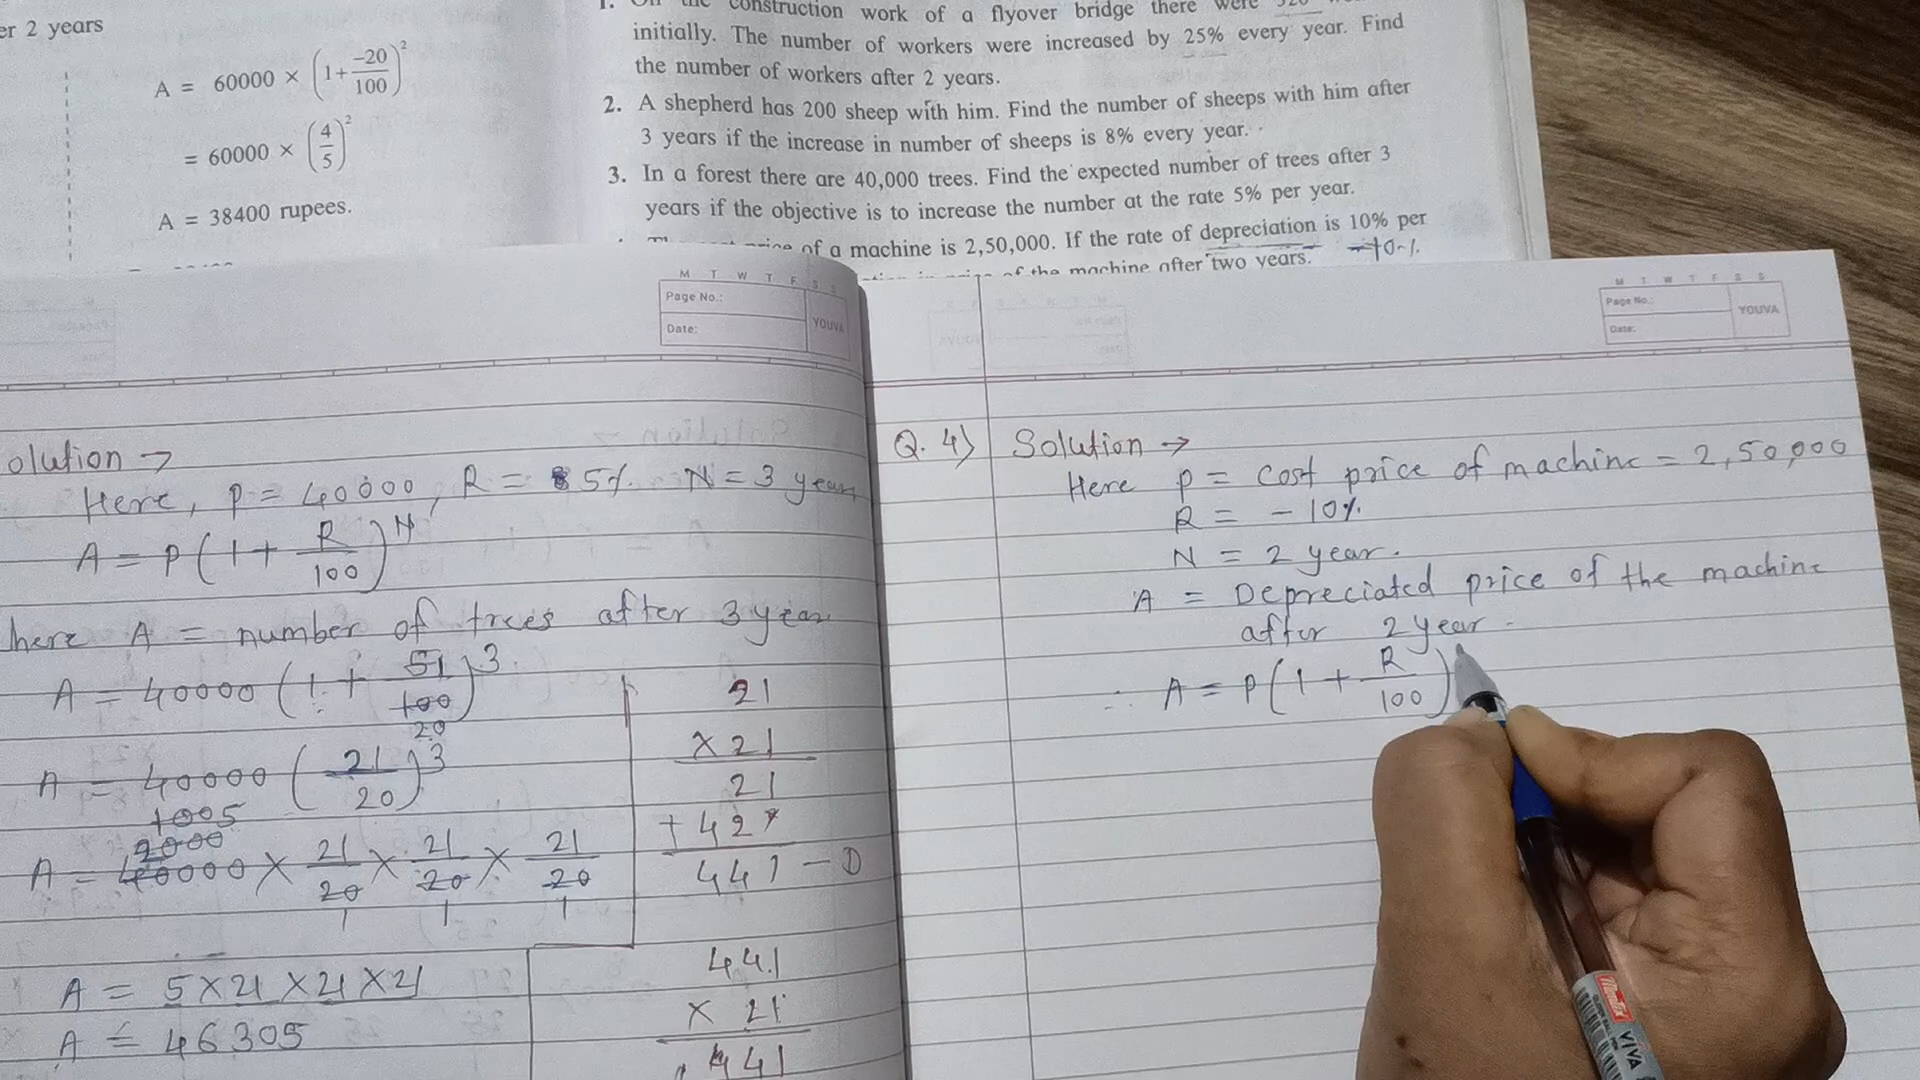 er 2 years
A = 60000 × (1+ -20/100)²
= 60000 × (4/5)²
A = 38400 rupees.
construction work of a flyover bridge there were
initially. The number of workers were increased by 25% every year. Find
the number of workers after 2 years.
2. A shepherd has 200 sheep with him. Find the number of sheeps with him after
3 years if the increase in number of sheeps is 8% every year.
3. In a forest there are 40,000 trees. Find the expected number of trees after 3
years if the objective is to increase the number at the rate 5% per year.
of a machine is 2,50,000. If the rate of depreciation is 10% per
of the machine after two years. -10%
M T W T F S S
Page No.:
Date:
YOUVA
olution →
Here, P = 40000, R = 5% N = 3 year
A = P(1 + R/100)^N
here A = number of trees after 3 year
A = 40000 (1 + 51/100)³
20
A = 40000 (21/20)³
1005
2000
A = 40000 × 21/20 × 21/20 × 21/20
1 1 1
A = 5 × 21 × 21 × 21
A = 46305
21
× 21
21
+ 42×
441 — ①
441
× 21
441
M T W T F S S
Page No.:
Date:
YOUVA
Q. 4) Solution →
Here P = cost price of machine = 2,50,000
R = - 10%
N = 2 year.
A = Depreciated price of the machine
after 2 year.
∴ A = P(1 + R/100)
VIVA